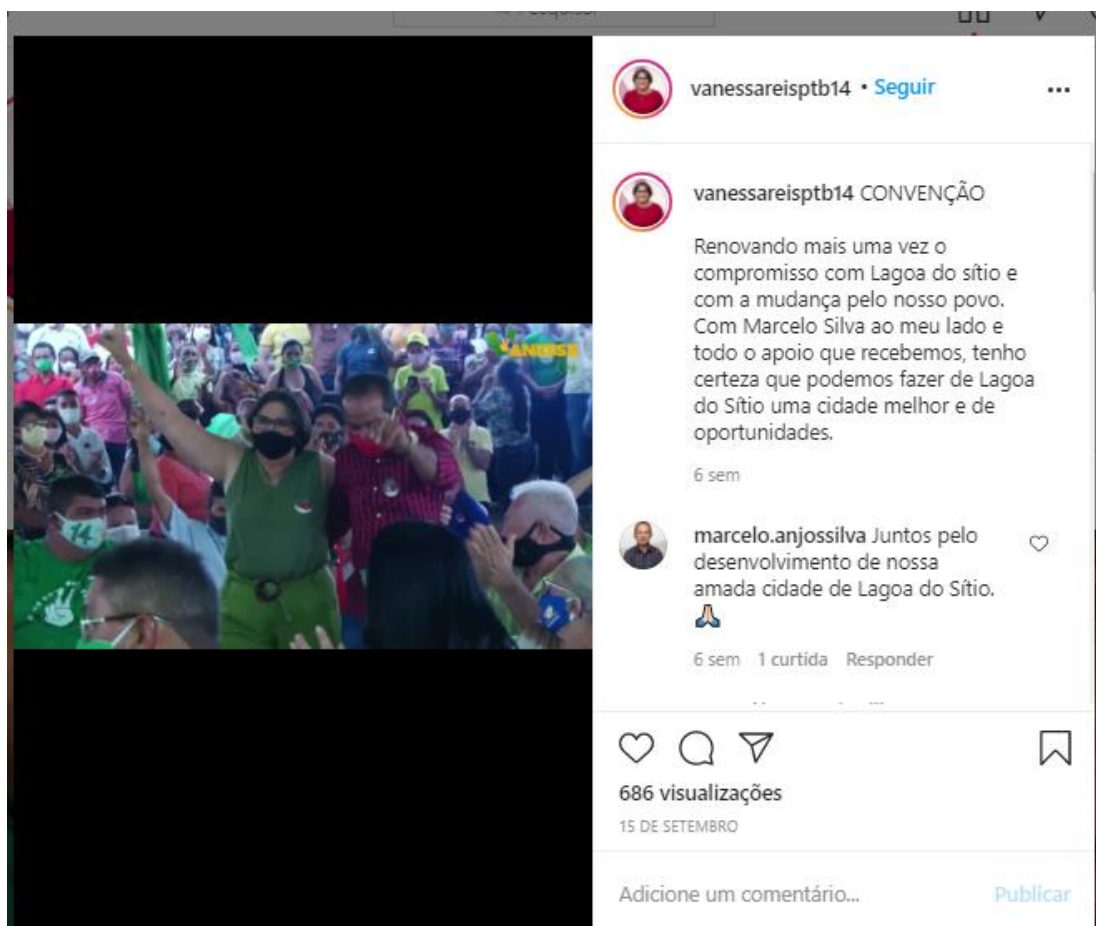 vanessareisptb14 • Seguir
vanessareisptb14 CONVENÇÃO
Renovando mais uma vez o
compromisso com Lagoa do sítio e
com a mudança pelo nosso povo.
Com Marcelo Silva ao meu lado e
todo o apoio que recebemos, tenho
certeza que podemos fazer de Lagoa
do Sítio uma cidade melhor e de
oportunidades.
6 sem
marcelo.anjossilva Juntos pelo
desenvolvimento de nossa
amada cidade de Lagoa do Sítio.
🙏🏻
6 sem 1 curtida Responder
686 visualizações
15 DE SETEMBRO
Adicione um comentário... Publicar
14